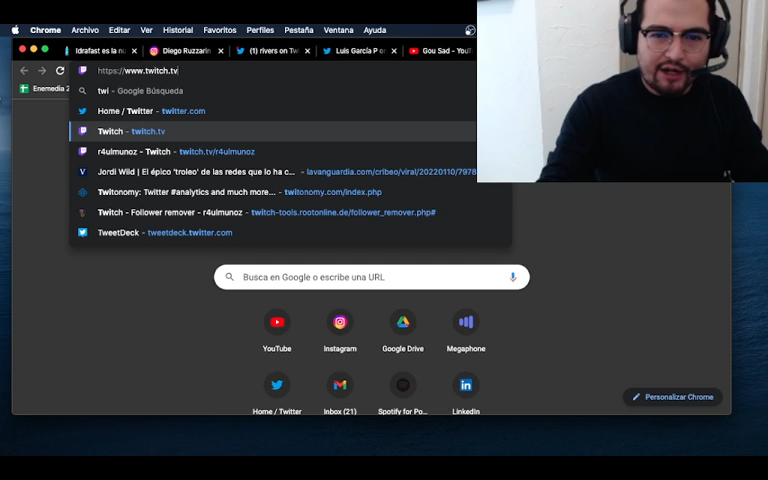 Chrome Archivo Editar Ver Historial Favoritos Perfiles Pestaña Ventana Ayuda
Idrafast es la nu Diego Ruzzarin (1) rivers on Tw Luis García P on Gou Sad - YouT
https://www.twitch.tv
Enemedia 2
twi - Google Búsqueda
Home / Twitter - twitter.com
Twitch - twitch.tv
r4ulmunoz - Twitch - twitch.tv/r4ulmunoz
Jordi Wild | El épico 'troleo' de las redes que lo ha c... - lavanguardia.com/cribeo/viral/20220110/7978
Twitonomy: Twitter #analytics and much more... - twitonomy.com/index.php
Twitch - Follower remover - r4ulmunoz - twitch-tools.rootonline.de/follower_remover.php#
TweetDeck - tweetdeck.twitter.com
Busca en Google o escribe una URL
YouTube Instagram Google Drive Megaphone
Home / Twitter Inbox (21) Spotify for Po... LinkedIn
Personalizar Chrome